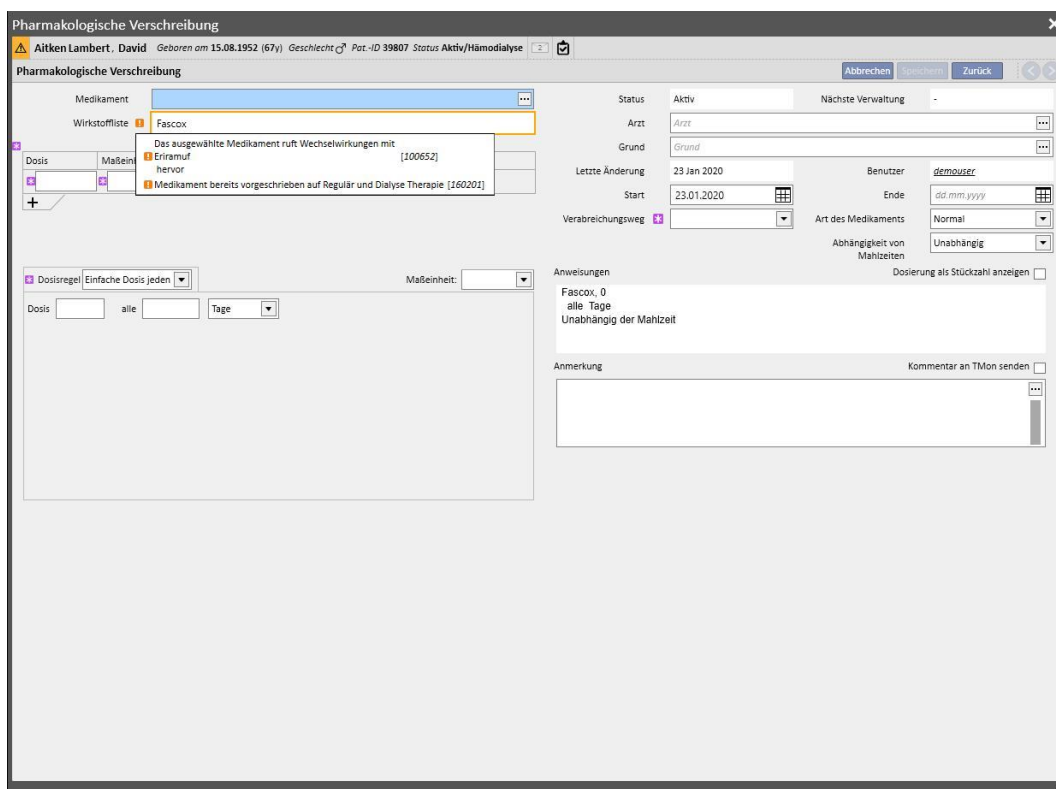 Pharmakologische Verschreibung
Aitken Lambert, David Geboren am 15.08.1952 (67y) Geschlecht Pat.-ID 39807 Status Aktiv/Hämodialyse 2
Pharmakologische Verschreibung Abbrechen Speichern Zurück
Medikament
Wirkstoffliste Fascox
Das ausgewählte Medikament ruft Wechselwirkungen mit
Eriramuf [100652]
hervor
Medikament bereits vorgeschrieben auf Regulär und Dialyse Therapie [160201]
Dosis
+
Status Aktiv Nächste Verwaltung -
Arzt Arzt
Grund Grund
Letzte Änderung 23 Jan 2020 Benutzer demouser
Start 23.01.2020 Ende dd.mm.yyyy
Verabreichungsweg Art des Medikaments Normal
Abhängigkeit von Unabhängig
Mahlzeiten
Dosisregel Einfache Dosis jeden Maßeinheit:
Dosis alle Tage
Anweisungen Dosierung als Stückzahl anzeigen
Fascox, 0
alle Tage
Unabhängig der Mahlzeit
Anmerkung Kommentar an TMon senden